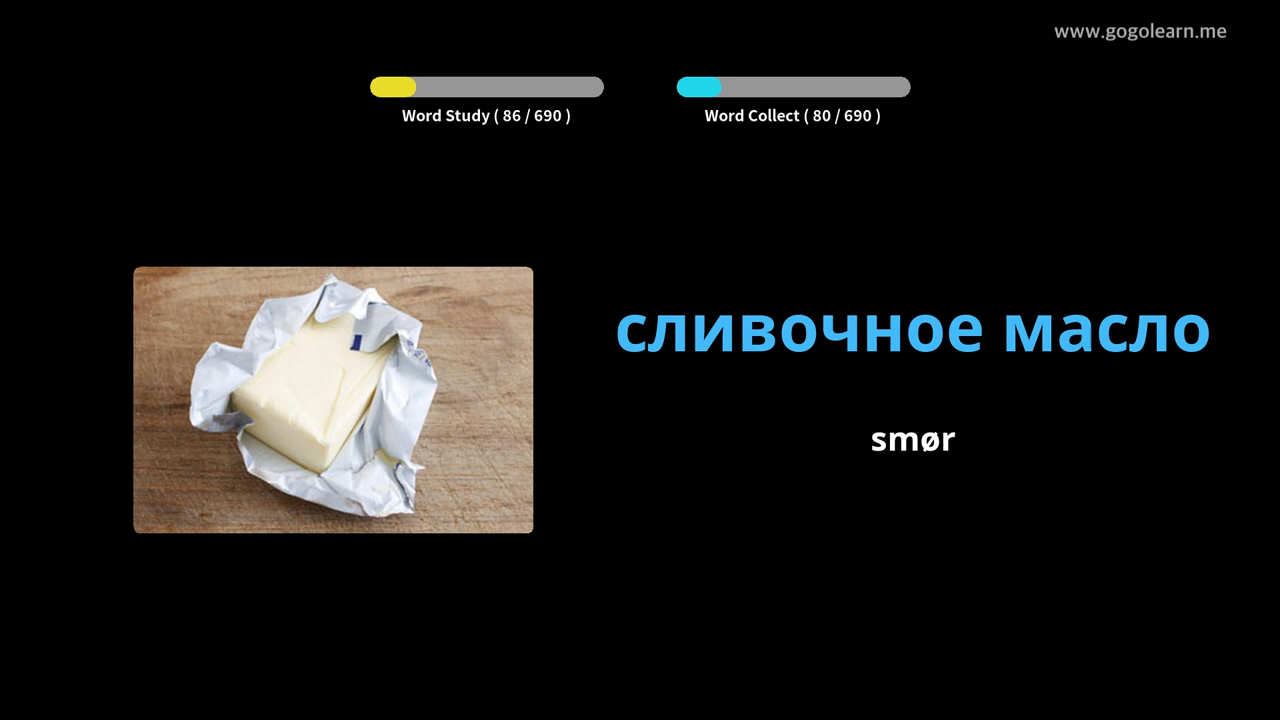 www.gogolearn.me
Word Study ( 86 / 690 )
Word Collect ( 80 / 690 )
сливочное масло
smør